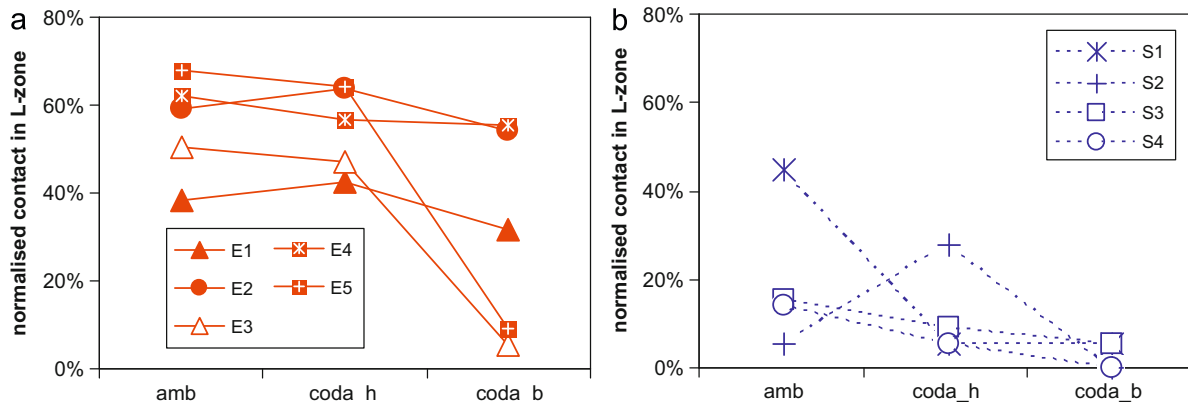 a
normalised contact in L-zone
80%
60%
40%
20%
0%
E1
E2
E3
E4
E5
amb
coda_h
coda_b
b
normalised contact in L-zone
80%
60%
40%
20%
0%
S1
S2
S3
S4
amb
coda_h
coda_b